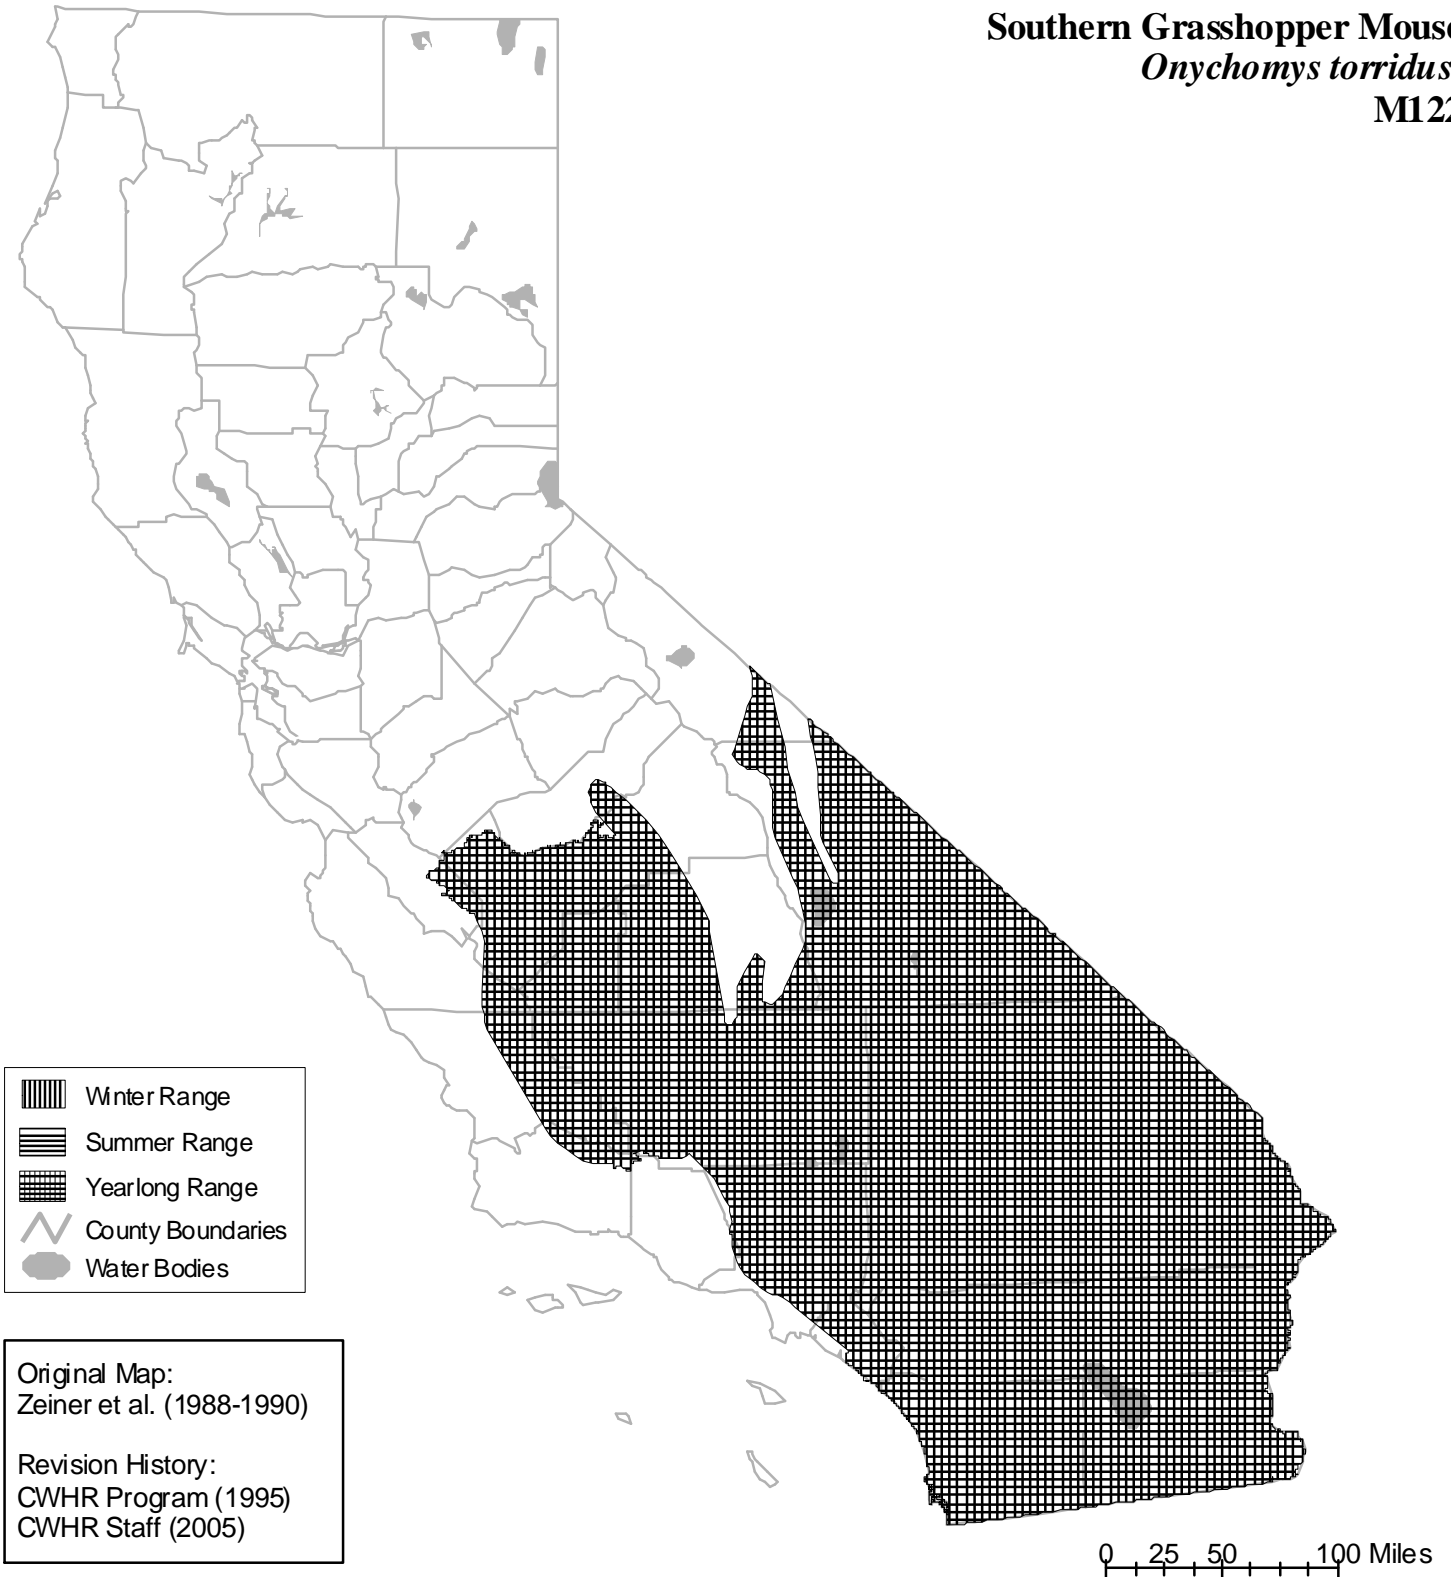 Southern Grasshopper Mouse
Onychomys torridus
M122
Winter Range
Summer Range
Yearlong Range
County Boundaries
Water Bodies
Original Map:
Zeiner et al. (1988-1990)
Revision History:
CWHR Program (1995)
CWHR Staff (2005)
0 25 50 100 Miles